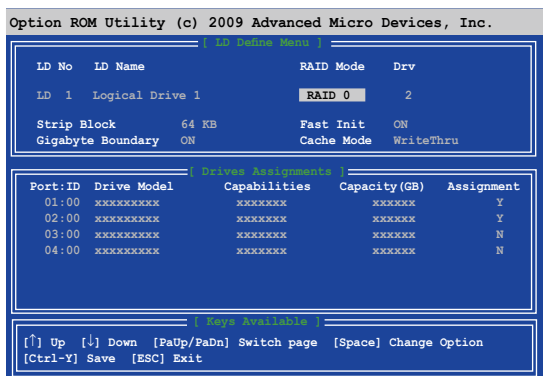 Option ROM Utility (c) 2009 Advanced Micro Devices, Inc.
[ LD Define Menu ]
LD No LD Name RAID Mode Drv
LD 1 Logical Drive 1 RAID 0 2
Strip Block 64 KB Fast Init ON
Gigabyte Boundary ON Cache Mode WriteThru
[ Drives Assignments ]
Port:ID Drive Model Capabilities Capacity(GB) Assignment
01:00 xxxxxxxxx xxxxxxx xxxxxx Y
02:00 xxxxxxxxx xxxxxxx xxxxxx Y
03:00 xxxxxxxxx xxxxxxx xxxxxx N
04:00 xxxxxxxxx xxxxxxx xxxxxx N
[ Keys Available ]
[↑] Up [↓] Down [PaUp/PaDn] Switch page [Space] Change Option
[Ctrl-Y] Save [ESC] Exit